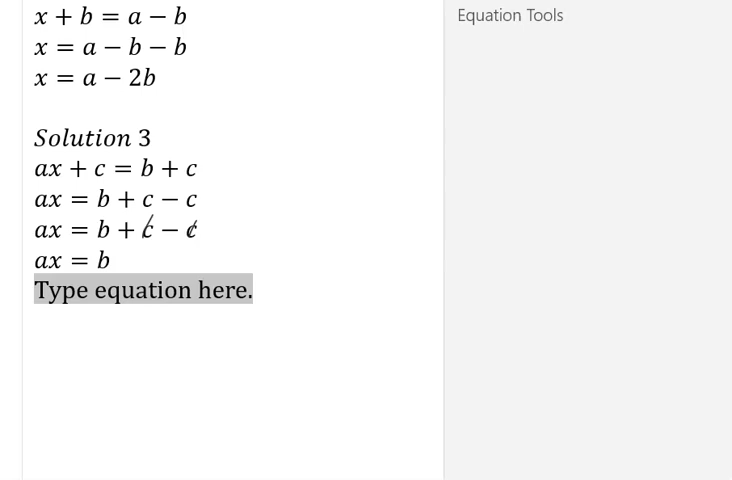 x + b = a − b
x = a − b − b
x = a − 2b
Solution 3
ax + c = b + c
ax = b + c − c
ax = b + c − c
ax = b
Type equation here.
Equation Tools